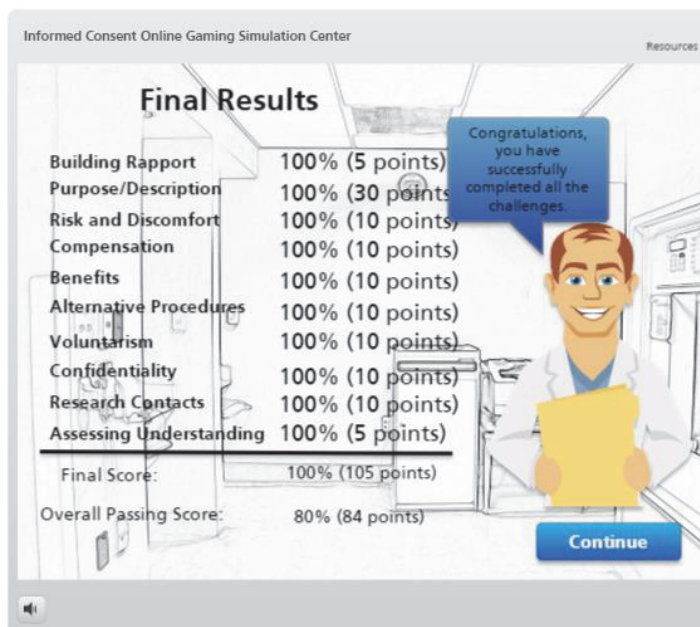 Informed Consent Online Gaming Simulation Center
Resources
Final Results
Congratulations,
you have
successfully
completed all the
challenges.
Building Rapport 100% (5 points)
Purpose/Description 100% (30 points
Risk and Discomfort 100% (10 points)
Compensation 100% (10 points)
Benefits 100% (10 points)
Alternative Procedures 100% (10 points)
Voluntarism 100% (10 points)
Confidentiality 100% (10 points)
Research Contacts 100% (10 points)
Assessing Understanding 100% (5 points)
Final Score: 100% (105 points)
Overall Passing Score: 80% (84 points)
Continue